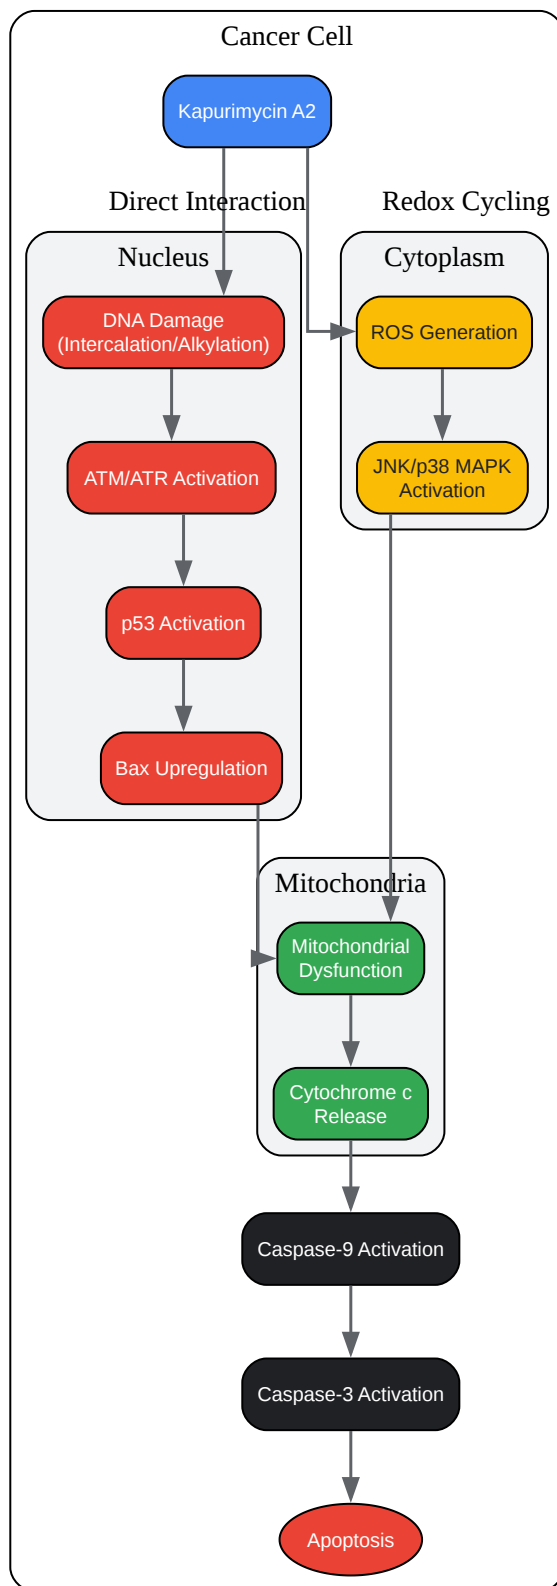 Cancer Cell
Kapurimycin A2
Direct Interaction
Redox Cycling
Nucleus
Cytoplasm
DNA Damage
(Intercalation/Alkylation)
ROS Generation
ATM/ATR Activation
JNK/p38 MAPK
Activation
p53 Activation
Bax Upregulation
Mitochondria
Mitochondrial
Dysfunction
Cytochrome c
Release
Caspase-9 Activation
Caspase-3 Activation
Apoptosis